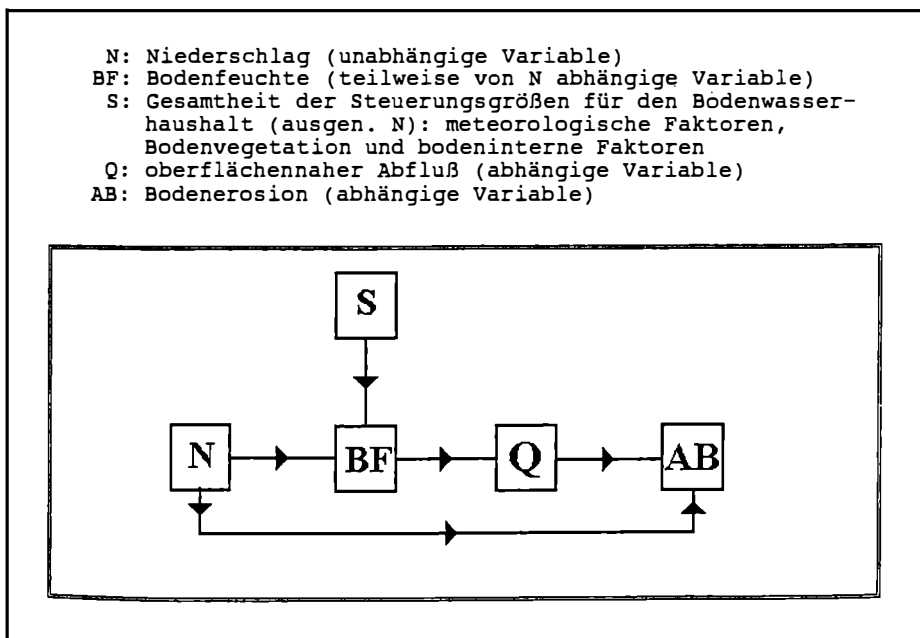 N: Niederschlag (unabhängige Variable)
BF: Bodenfeuchte (teilweise von N abhängige Variable)
S: Gesamtheit der Steuerungsgrößen für den Bodenwasser-
haushalt (ausgen. N): meteorologische Faktoren,
Bodenvegetation und bodeninterne Faktoren
Q: oberflächennaher Abfluß (abhängige Variable)
AB: Bodenerosion (abhängige Variable)
S
N BF Q AB